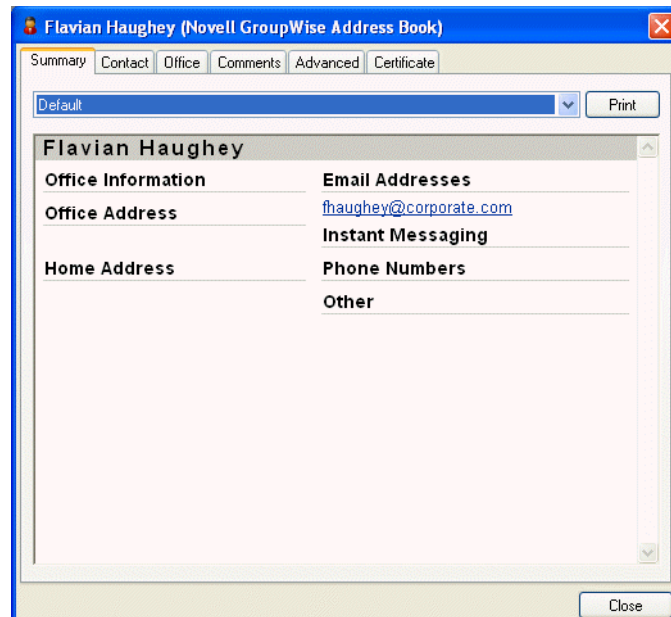 Flavian Haughey (Novell GroupWise Address Book)
Summary Contact Office Comments Advanced Certificate
Default Print
Flavian Haughey
Office Information
Office Address
Home Address
Email Addresses
fhaughey@corporate.com
Instant Messaging
Phone Numbers
Other
Close